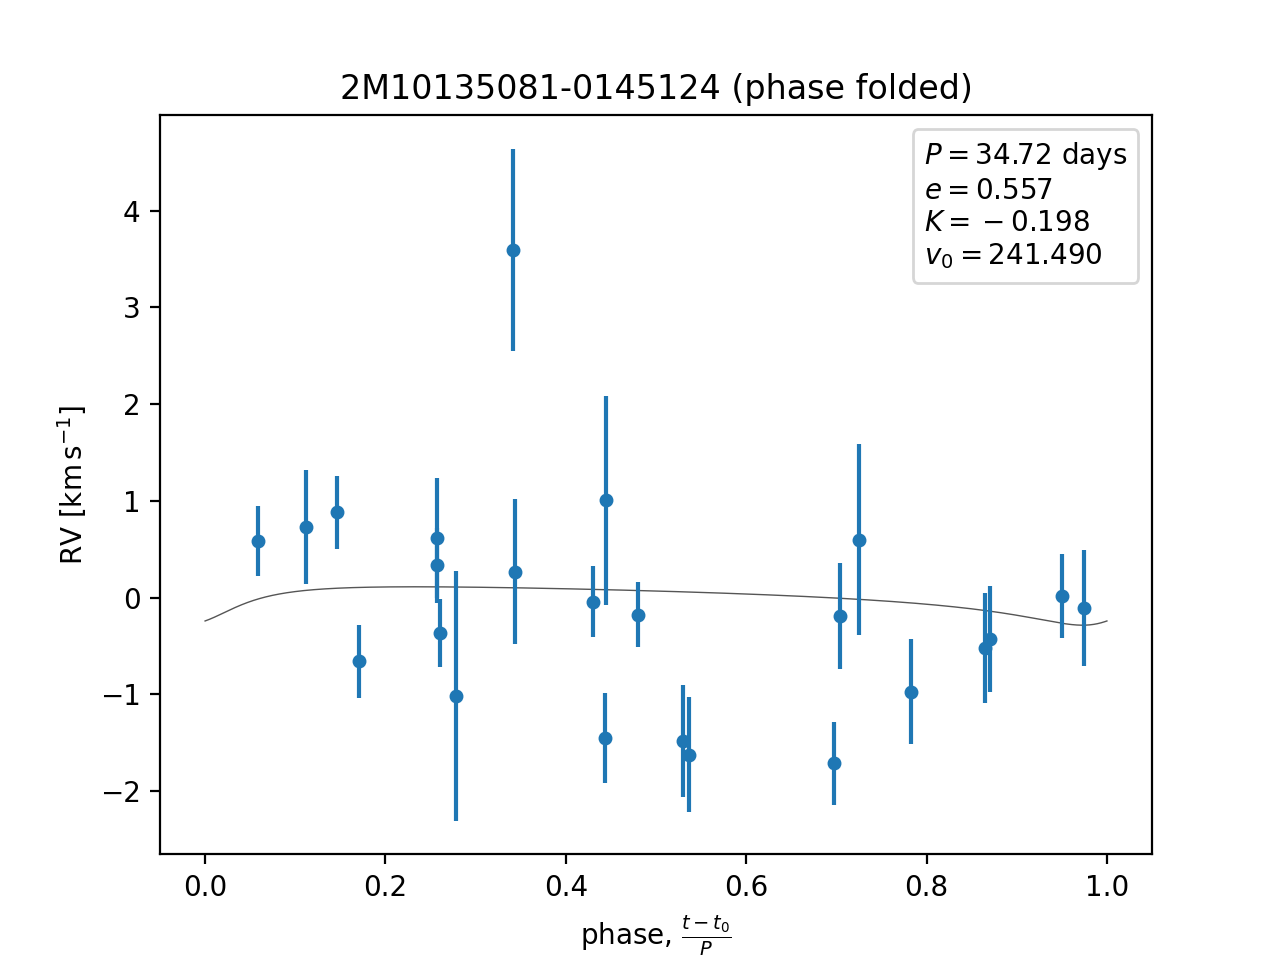 2M10135081-0145124 (phase folded)
P = 34.72 days
e = 0.557
K = −0.198
v₀ = 241.490
4
3
2
1
0
−1
−2
RV [km s⁻¹]
0.0 0.2 0.4 0.6 0.8 1.0
phase, (t − t₀)/P